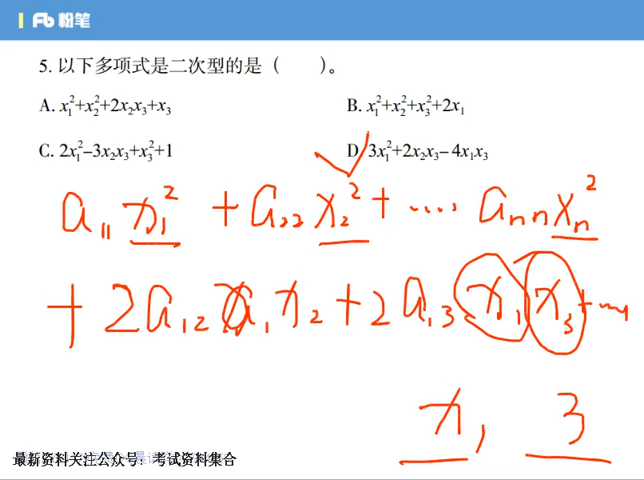 Fb 粉笔
5. 以下多项式是二次型的是（　　）。
A. x₁²+x₂²+2x₂x₃+x₃
B. x₁²+x₂²+x₃²+2x₁
C. 2x₁²−3x₂x₃+x₃²+1
D. 3x₁²+2x₂x₃−4x₁x₃
a₁₁x₁² + a₂₂x₂² + ···· aₙₙxₙ²
+ 2a₁₂x₁x₂ + 2a₁₃x₁x₃ + ···
x, 3
最新资料关注公众号：考试资料集合